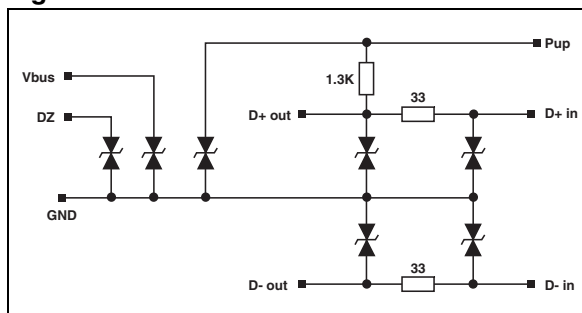 Pup
1.3K
Vbus
33
DZ
D+ out
D+ in
GND
33
D- out
D- in